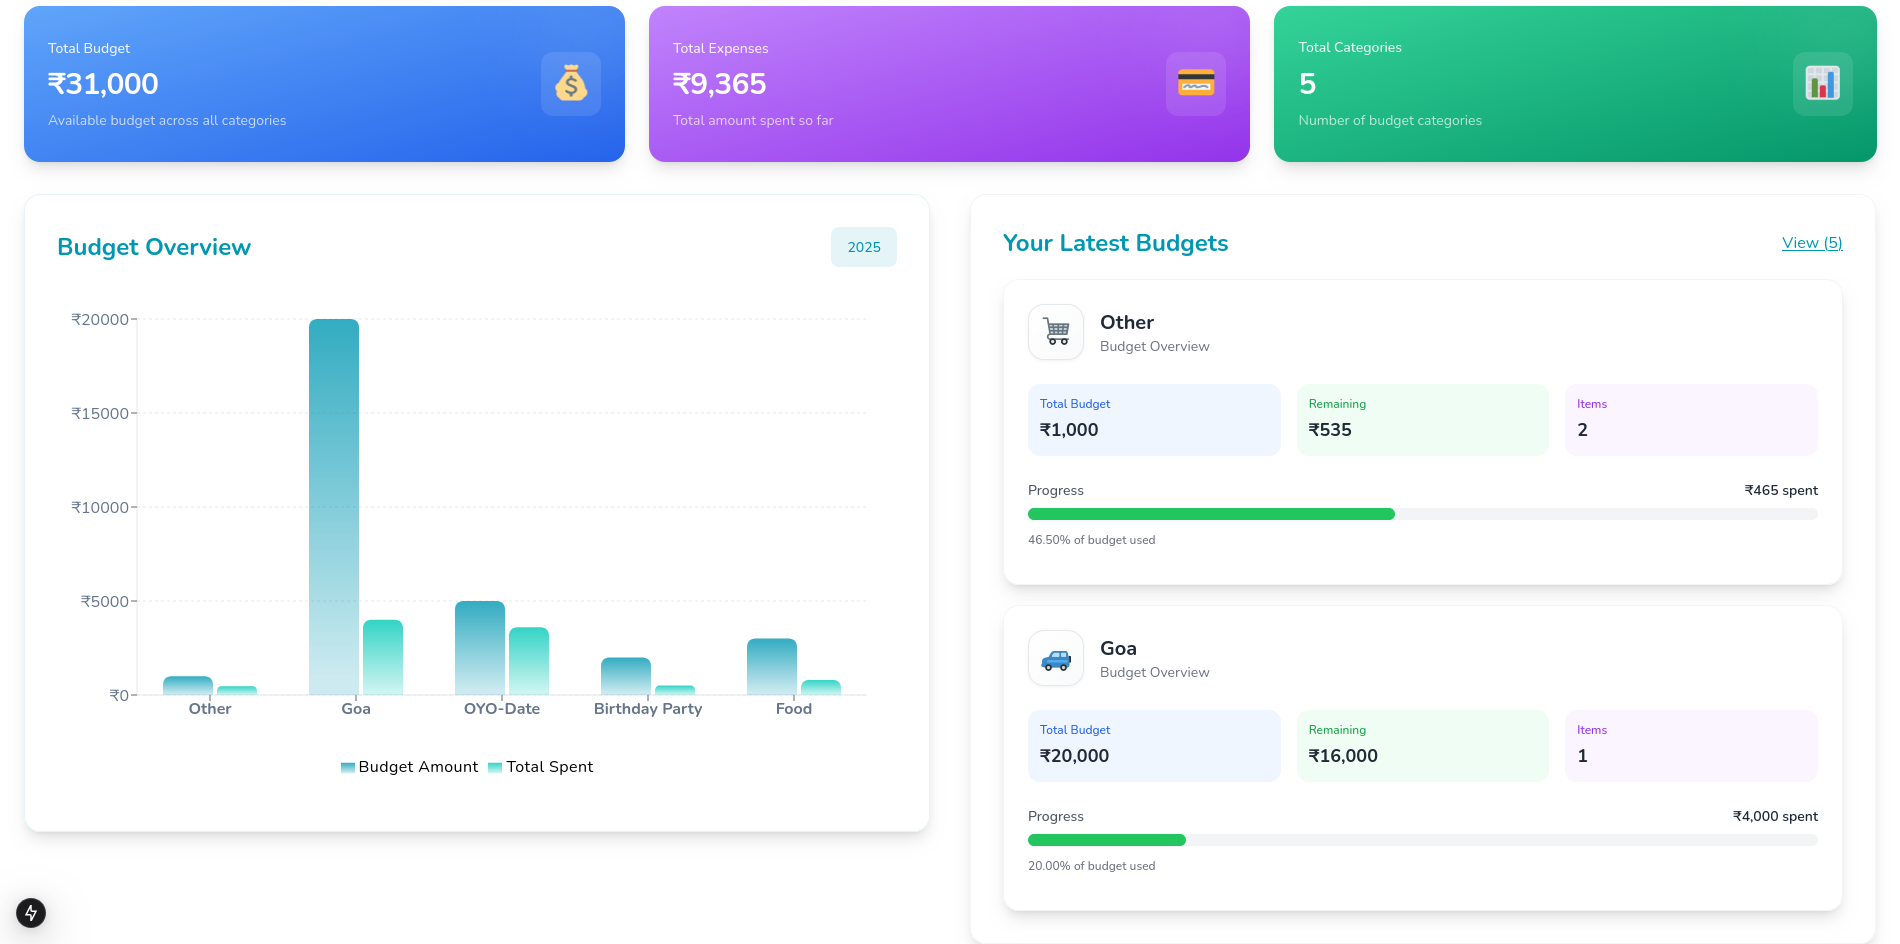 Total Budget
₹31,000
Available budget across all categories
Total Expenses
₹9,365
Total amount spent so far
Total Categories
5
Number of budget categories
Budget Overview
2025
₹20000
₹15000
₹10000
₹5000
₹0
Other Goa OYO-Date Birthday Party Food
Budget Amount Total Spent
Your Latest Budgets
View (5)
Other
Budget Overview
Total Budget
₹1,000
Remaining
₹535
Items
2
Progress ₹465 spent
46.50% of budget used
Goa
Budget Overview
Total Budget
₹20,000
Remaining
₹16,000
Items
1
Progress ₹4,000 spent
20.00% of budget used